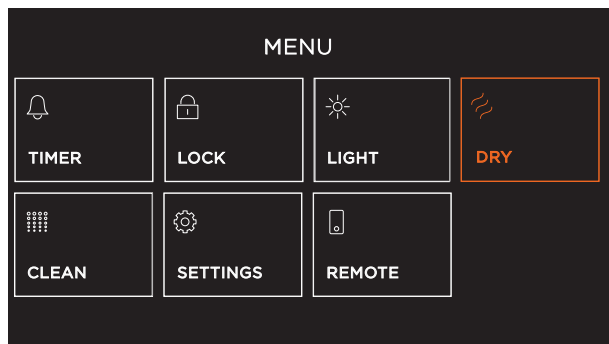 MENU
TIMER
LOCK
LIGHT
DRY
CLEAN
SETTINGS
REMOTE